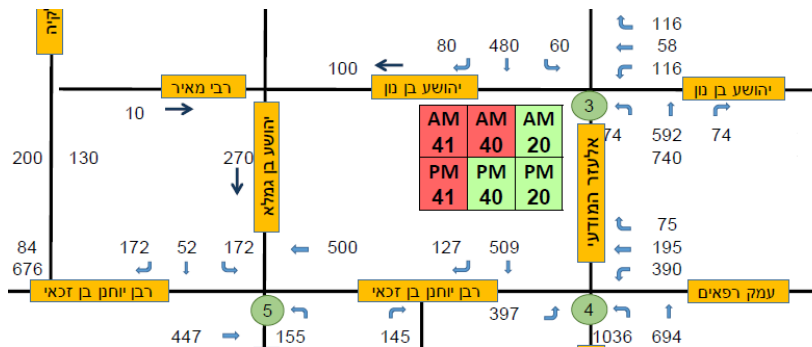 קיה
116
80 480 60 58
100 116
רבי מאיר יהושע בן נון יהושע בן נון
10 3
AM AM AM 74 592 74
41 40 20 740
PM PM PM
41 40 20
אלעזר המודעי
יהושע בן גמלא
200 130 270
75
84 172 52 172 500 127 509 195
676 390
רבן יוחנן בן זכאי רבן יוחנן בן זכאי עמק רפאים
5 397 4
447 155 145 1036 694